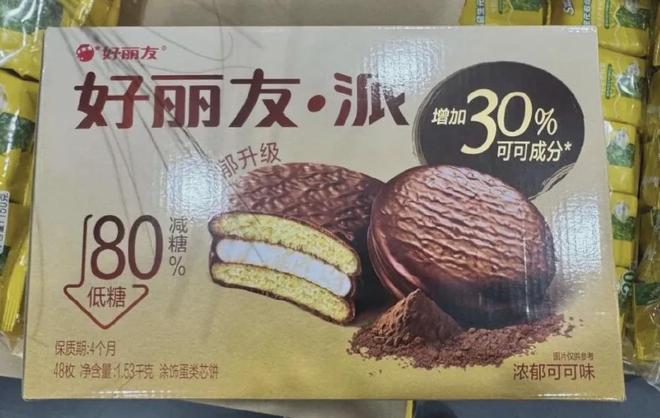 好丽友®
好丽友•派
增加30%
可可成分*
郁升级
减糖80%
低糖
保质期:4个月
48枚 净含量:1.53千克 涂饰蛋类芯饼
图片仅供参考
浓郁可可味